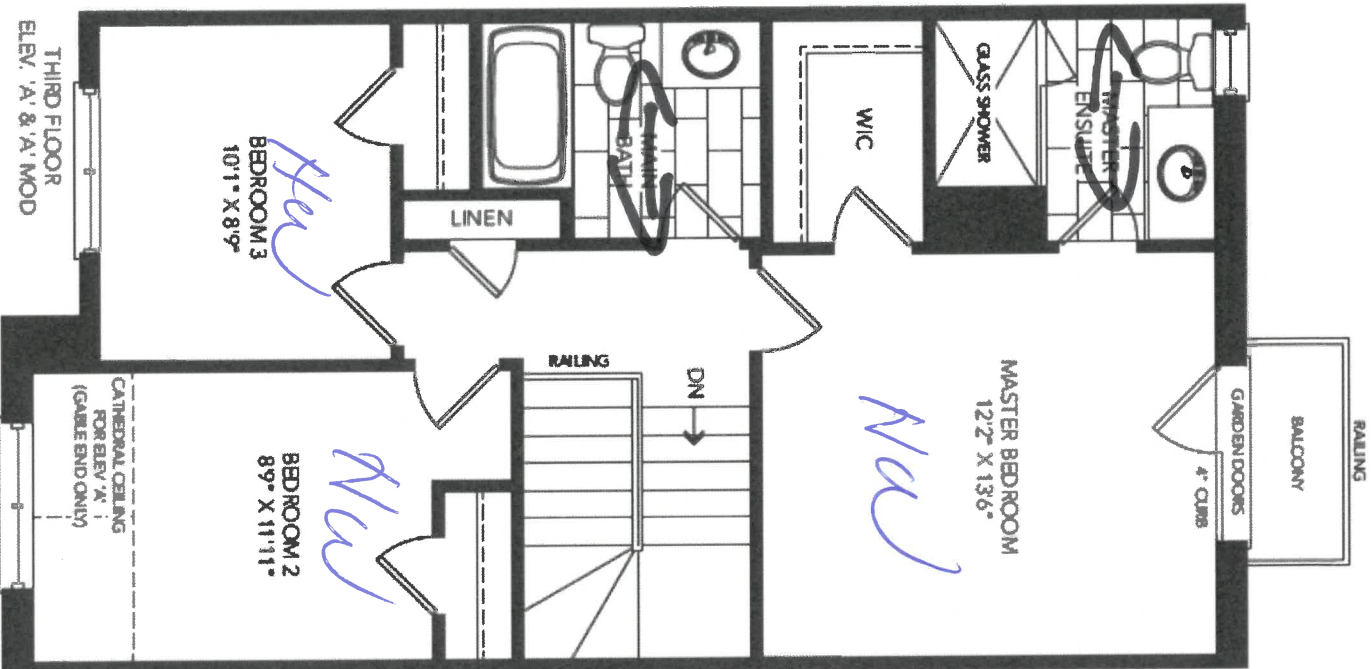 THIRD FLOOR
ELEV. 'A' & 'A' MOD
BEDROOM 3
10'1" X 8'9"
LINEN
MAIN
BATH
WIC
GLASS SHOWER
MASTER
ENSUITE
MASTER BEDROOM
12'2" X 13'6"
RAILING
DN
BEDROOM 2
8'9" X 11'11"
CATHEDRAL CEILING
FOR ELEV 'A'
(GABLE END ONLY)
GARDEN DOORS
4" CURB
BALCONY
RAILING